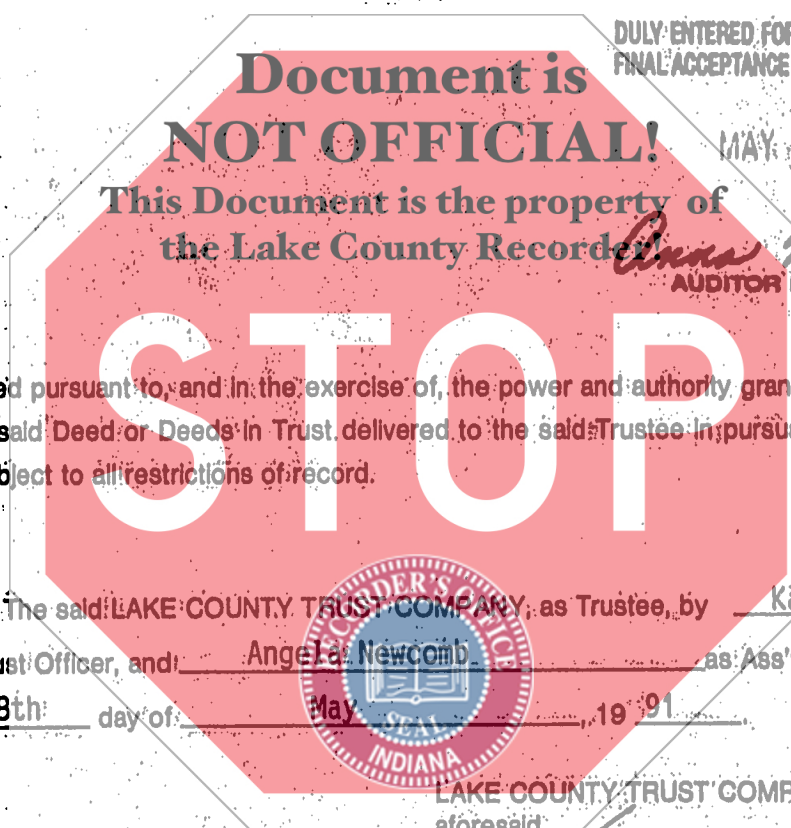 DULY ENTERED FOR
FINAL ACCEPTANCE
Document is
NOT OFFICIAL!
MAY
This Document is the property of
the Lake County Recorder!
Anna
AUDITOR
STOP
ed pursuant to, and in the exercise of, the power and authority gran
said Deed or Deeds in Trust delivered to the said Trustee in pursu
bject to all restrictions of record.
The said LAKE COUNTY TRUST COMPANY, as Trustee, by
ust Officer, and Angela Newcomb as Ass'
8th day of May, 19 91
RECORDER'S OFFICE
SEAL
INDIANA
LAKE COUNTY TRUST COMP
aforesaid